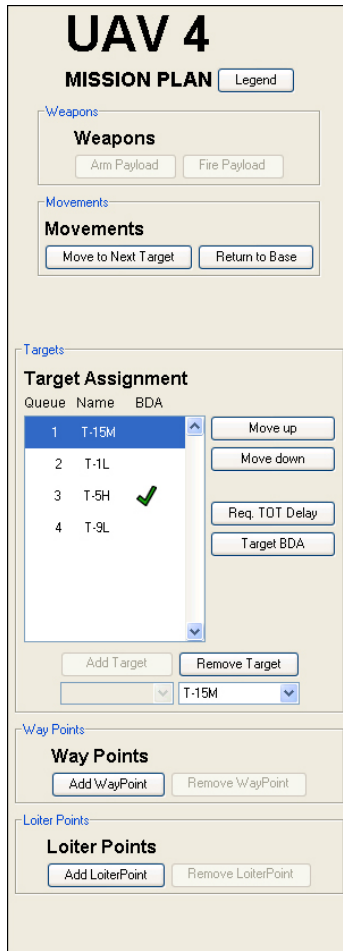 UAV 4
MISSION PLAN Legend
Weapons
Weapons
Arm Payload Fire Payload
Movements
Movements
Move to Next Target Return to Base
Targets
Target Assignment
Queue Name BDA
1 T-15M Move up
2 T-1L Move down
3 T-5H Req. TOT Delay
4 T-9L Target BDA
Add Target Remove Target
T-15M
Way Points
Way Points
Add WayPoint Remove WayPoint
Loiter Points
Loiter Points
Add LoiterPoint Remove LoiterPoint